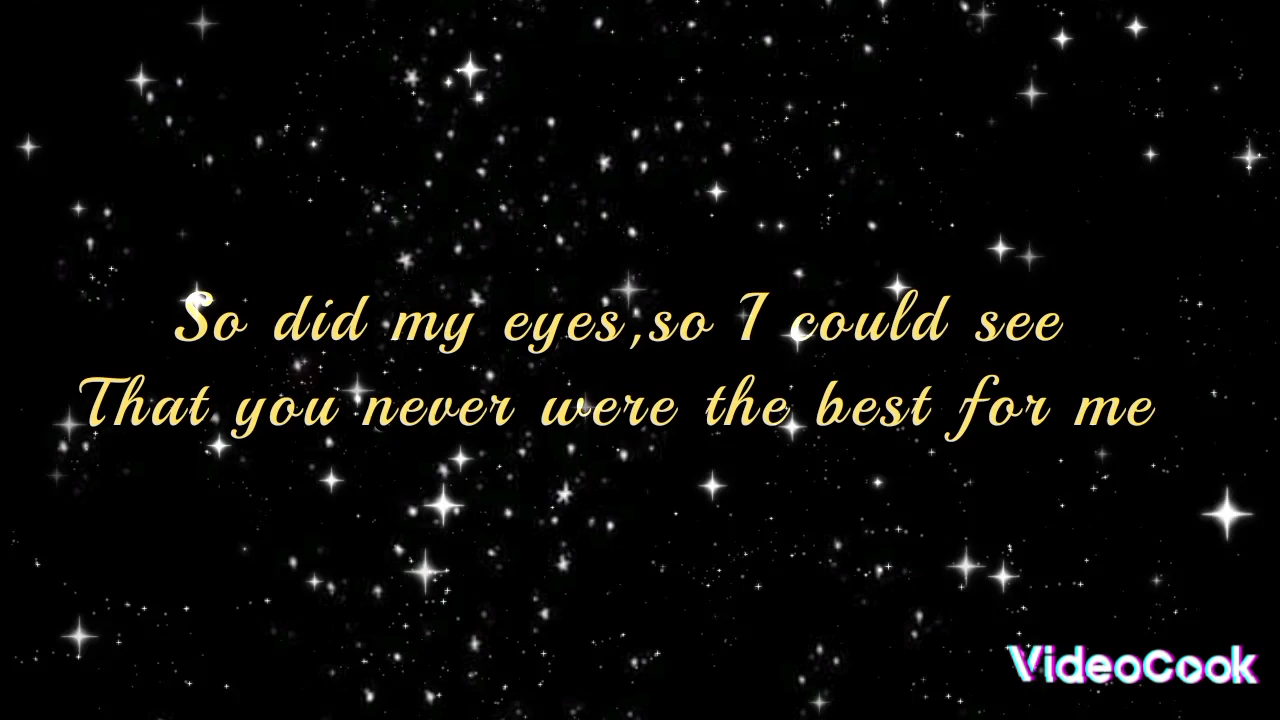 So did my eyes,so I could see
That you never were the best for me
VideoCook